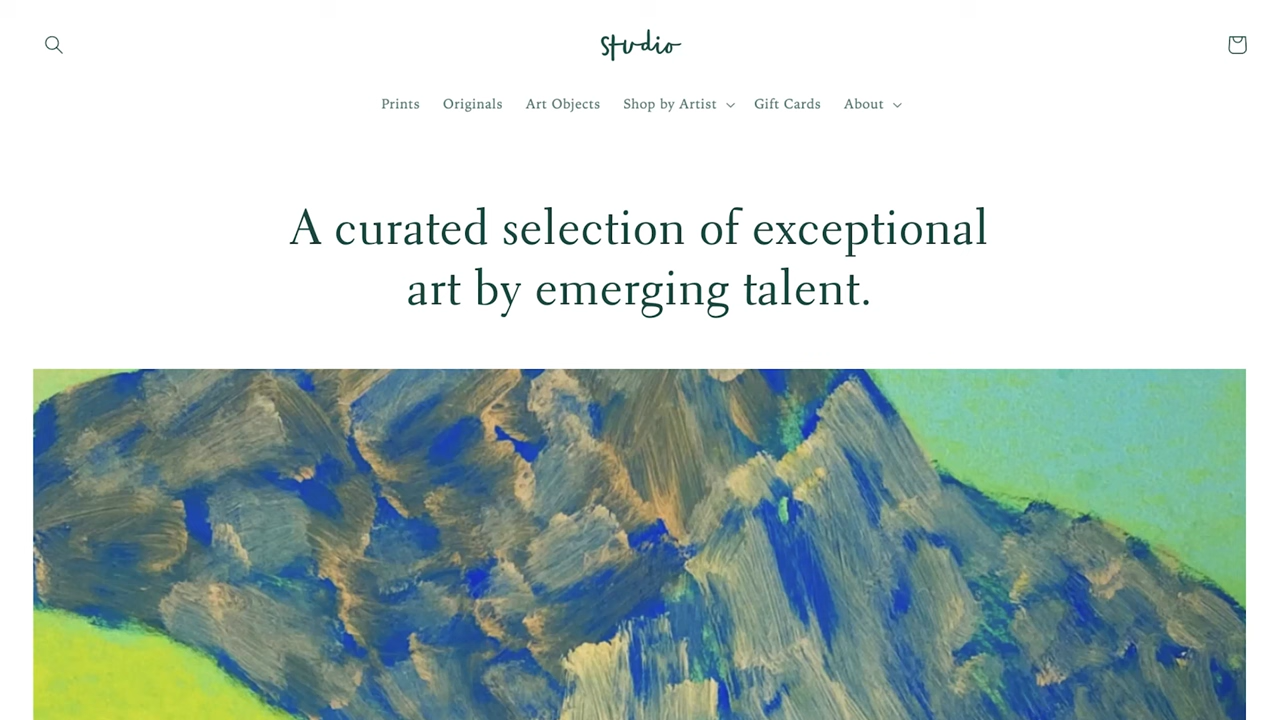 Studio
Prints Originals Art Objects Shop by Artist Gift Cards About
A curated selection of exceptional
art by emerging talent.